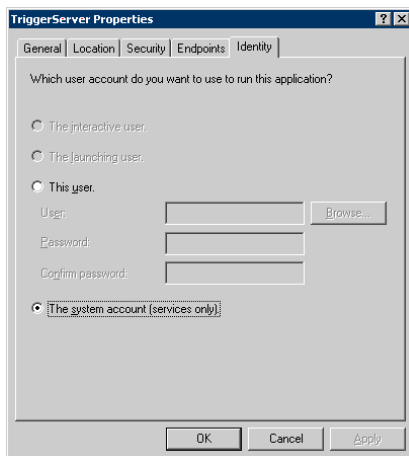 TriggerServer Properties
General Location Security Endpoints Identity
Which user account do you want to use to run this application?
The interactive user.
The launching user.
This user.
User: Browse...
Password:
Confirm password:
The system account (services only).
OK Cancel Apply